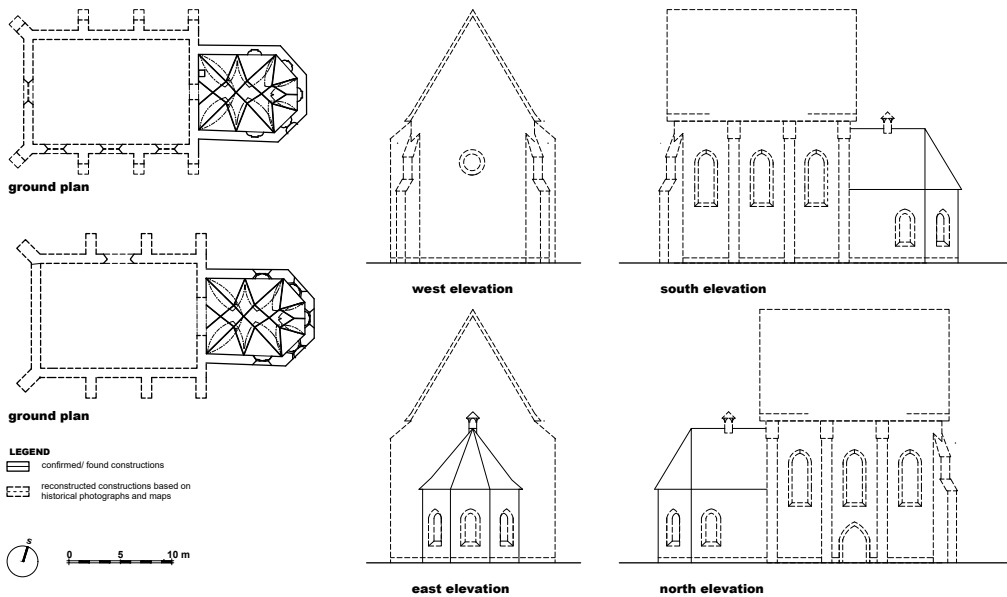 ground plan
ground plan
LEGEND
confirmed/ found constructions
reconstructed constructions based on
historical photographs and maps
s
0 5 10 m
west elevation
south elevation
east elevation
north elevation